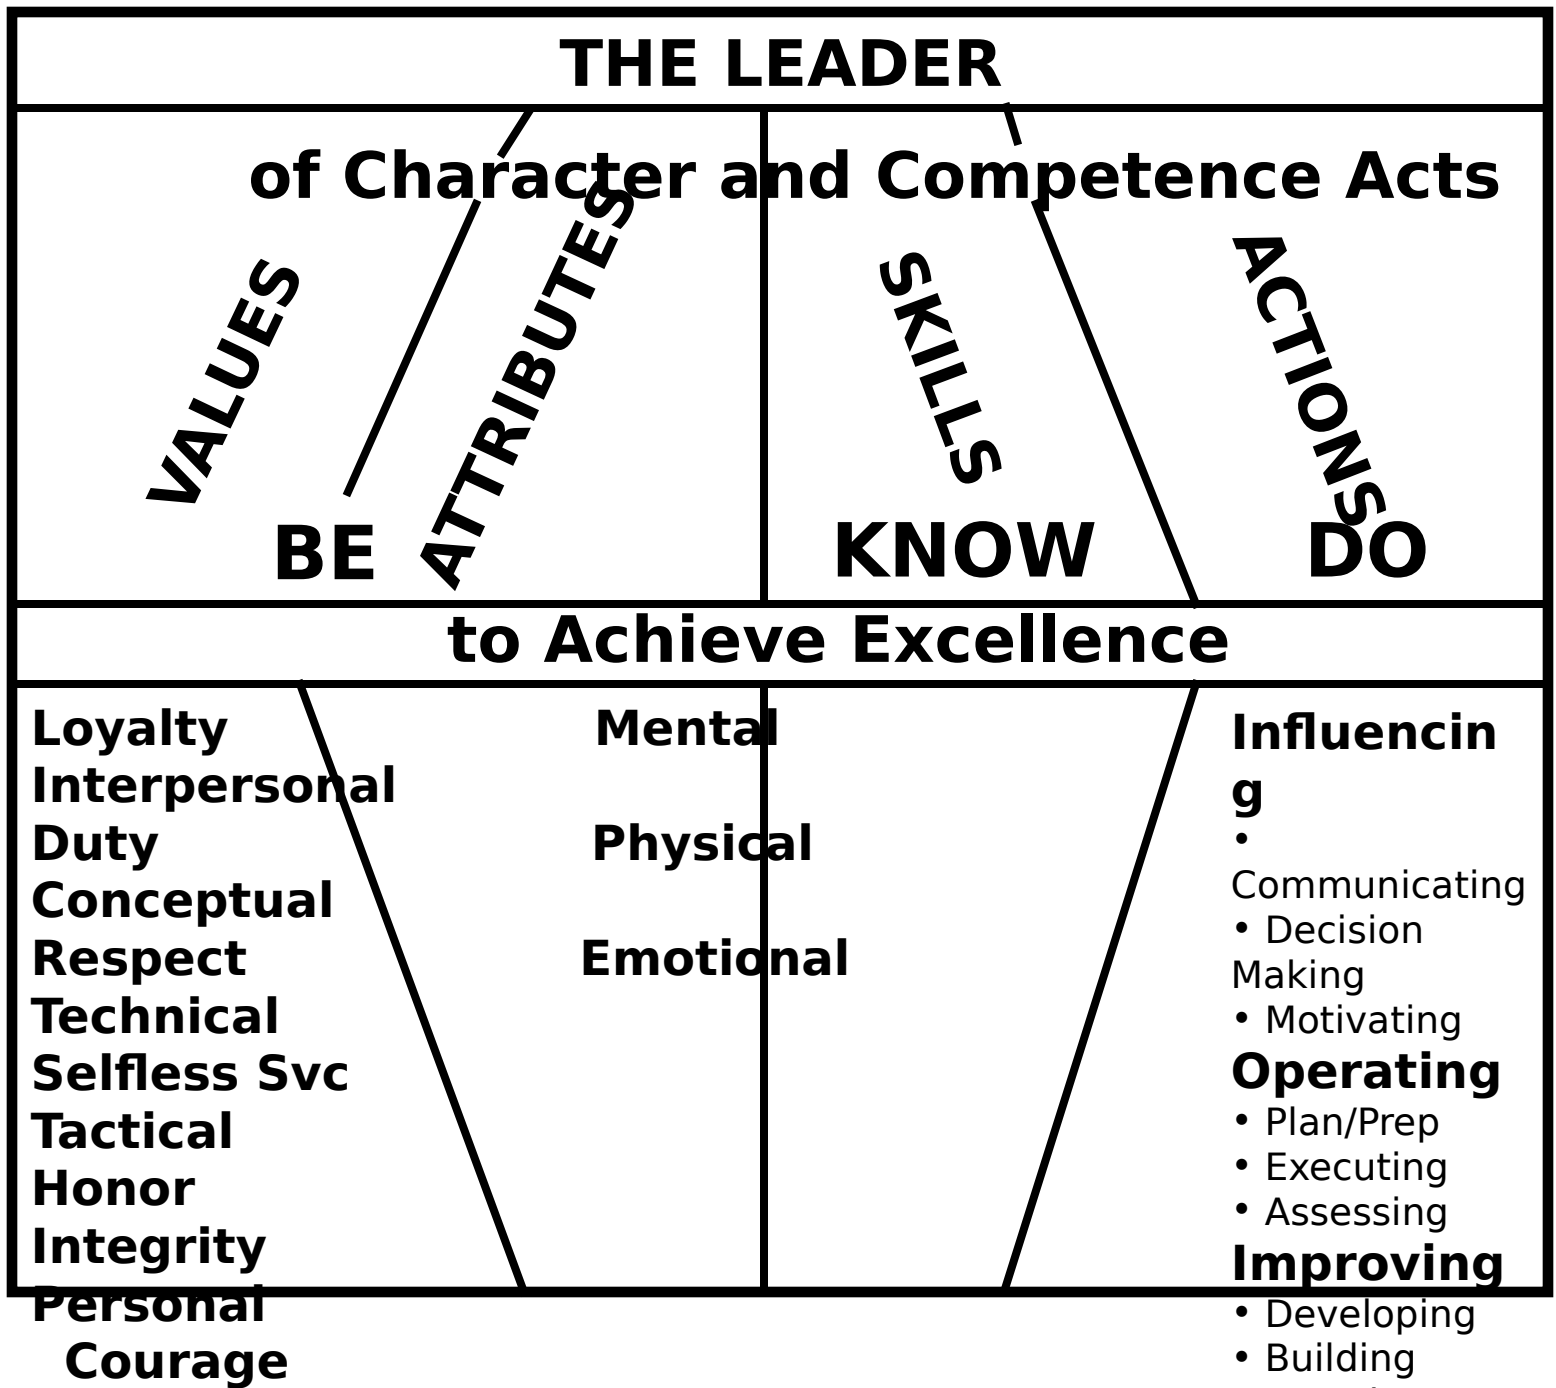 THE LEADER
of Character and Competence Acts
VALUES
ATTRIBUTES
SKILLS
ACTIONS
BE
KNOW
DO
to Achieve Excellence
Loyalty Mental
Interpersonal
Duty Physical
Conceptual
Respect Emotional
Technical
Selfless Svc
Tactical
Honor
Integrity
Personal
Courage
Influencin
g
•
Communicating
• Decision
Making
• Motivating
Operating
• Plan/Prep
• Executing
• Assessing
Improving
• Developing
• Building